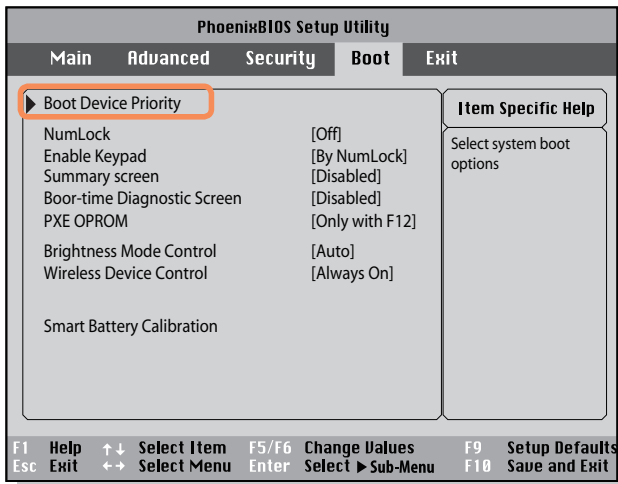 PhoenixBIOS Setup Utility
Main Advanced Security Boot Exit
▶ Boot Device Priority
NumLock [Off]
Enable Keypad [By NumLock]
Summary screen [Disabled]
Boor-time Diagnostic Screen [Disabled]
PXE OPROM [Only with F12]
Brightness Mode Control [Auto]
Wireless Device Control [Always On]
Smart Battery Calibration
Item Specific Help
Select system boot
options
F1 Help ↑↓ Select Item F5/F6 Change Values F9 Setup Defaults
Esc Exit ←→ Select Menu Enter Select ▶ Sub-Menu F10 Save and Exit